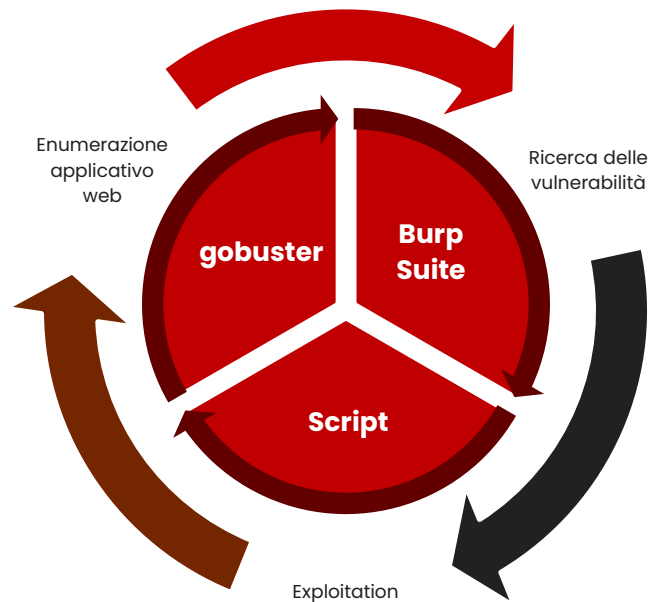 Enumerazione
applicativo
web
Ricerca delle
vulnerabilità
gobuster
Burp
Suite
Script
Exploitation